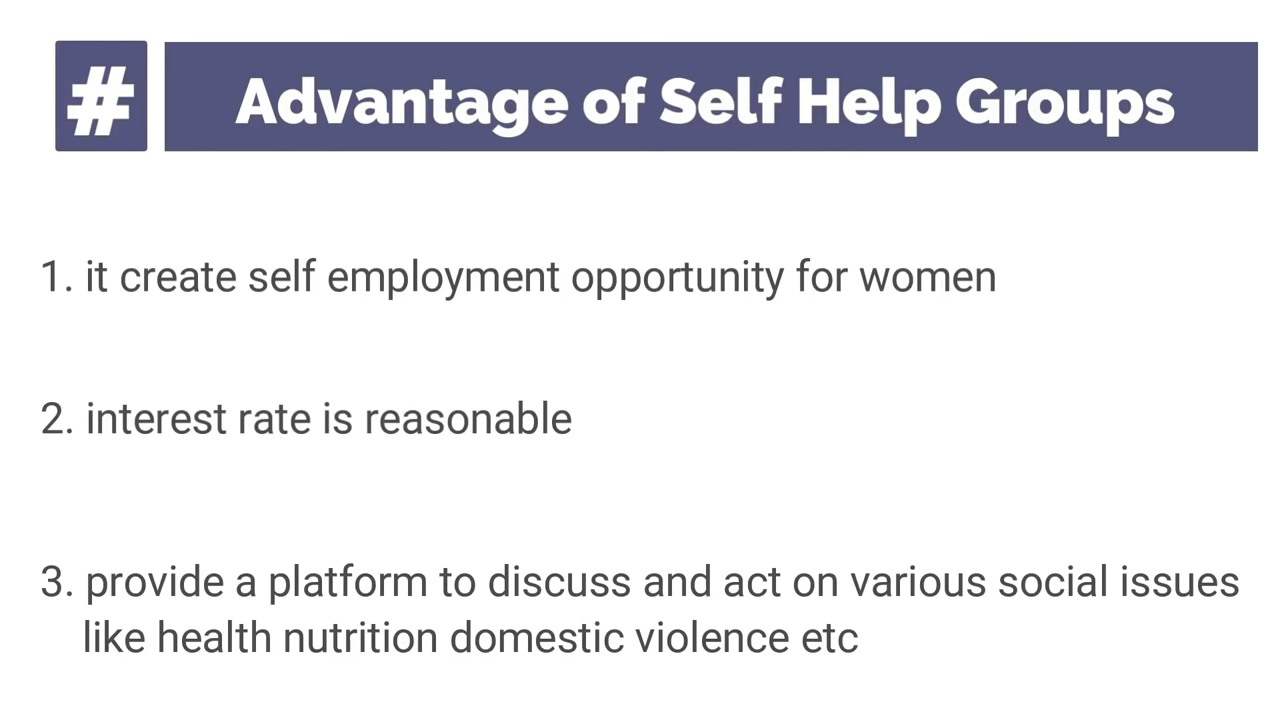 # Advantage of Self Help Groups
1. it create self employment opportunity for women
2. interest rate is reasonable
3. provide a platform to discuss and act on various social issues
like health nutrition domestic violence etc